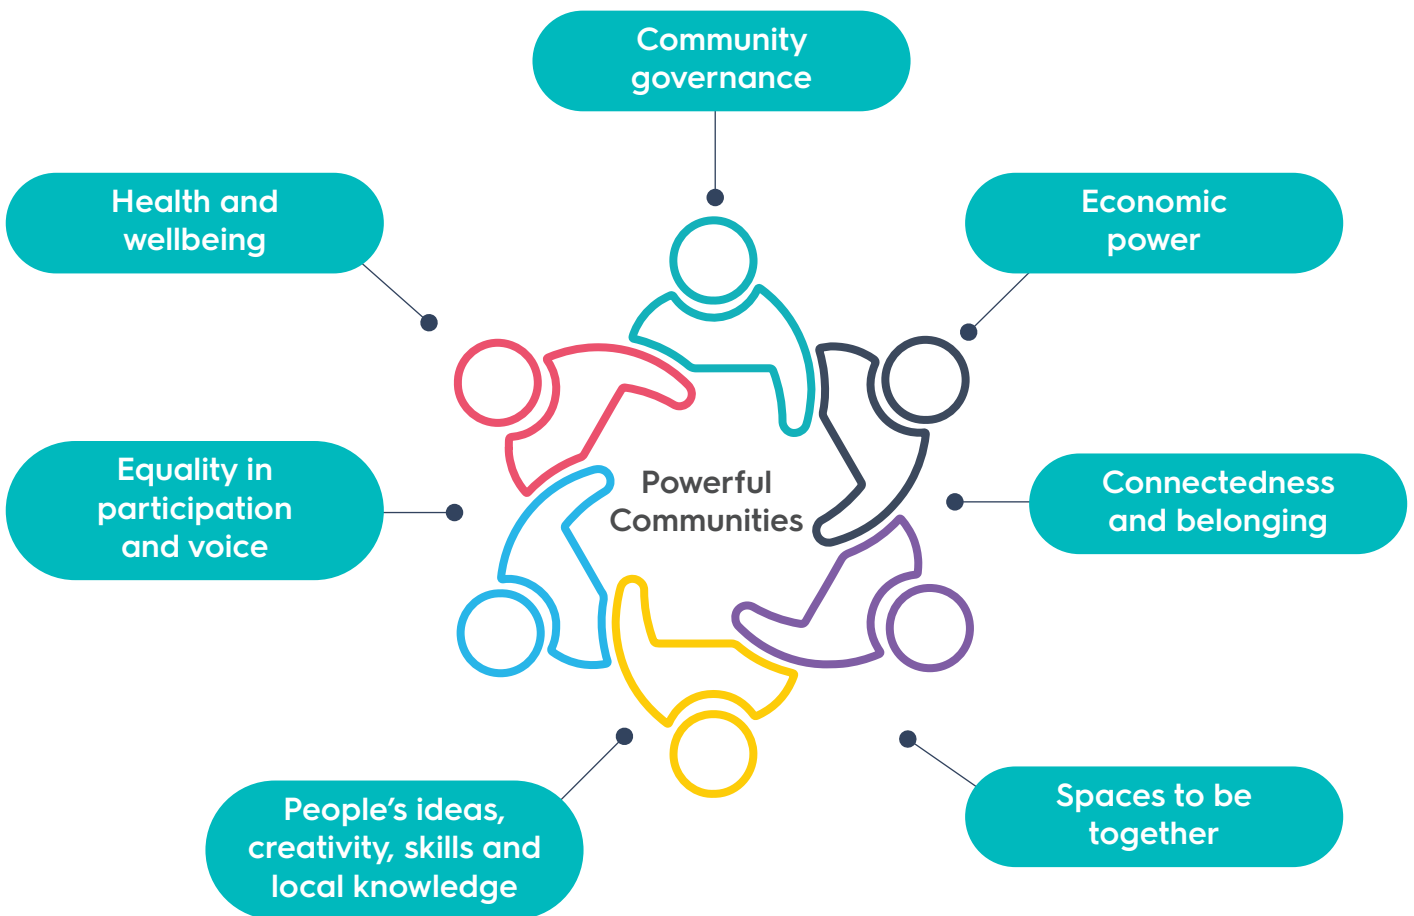 Community
governance
Health and
wellbeing
Economic
power
Equality in
participation
and voice
Powerful
Communities
Connectedness
and belonging
People’s ideas,
creativity, skills and
local knowledge
Spaces to be
together